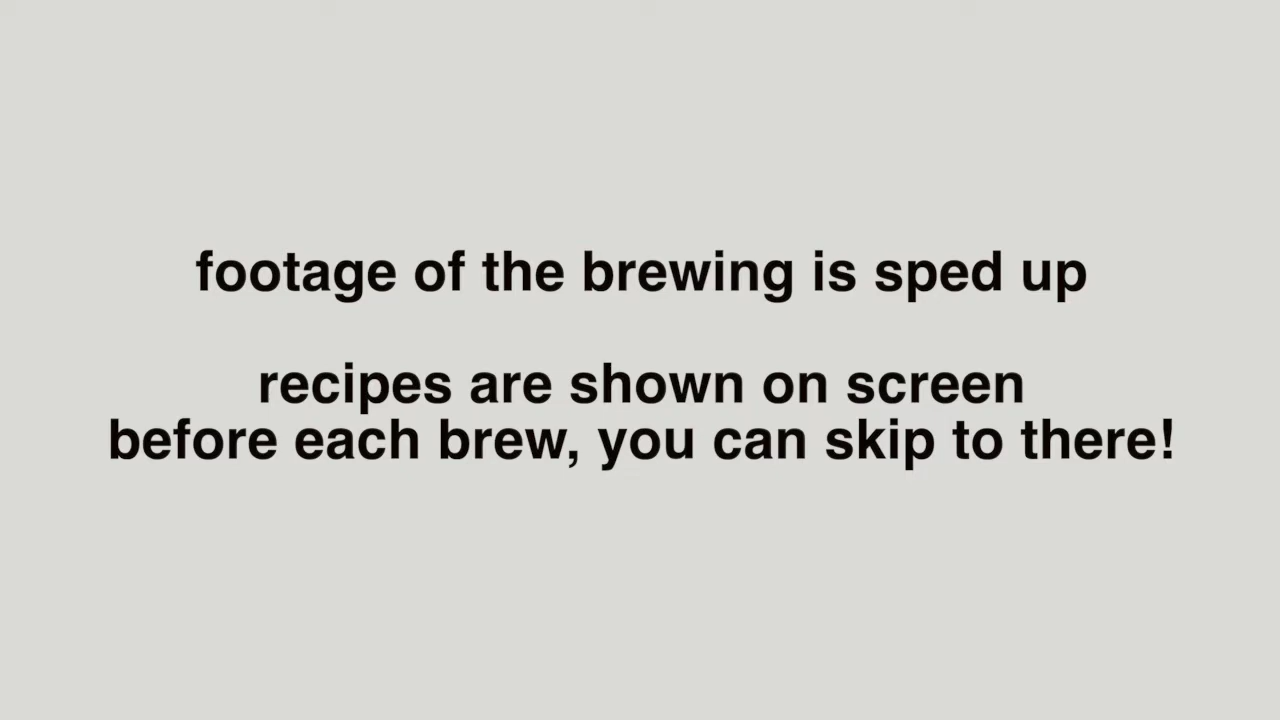 footage of the brewing is sped up
recipes are shown on screen
before each brew, you can skip to there!